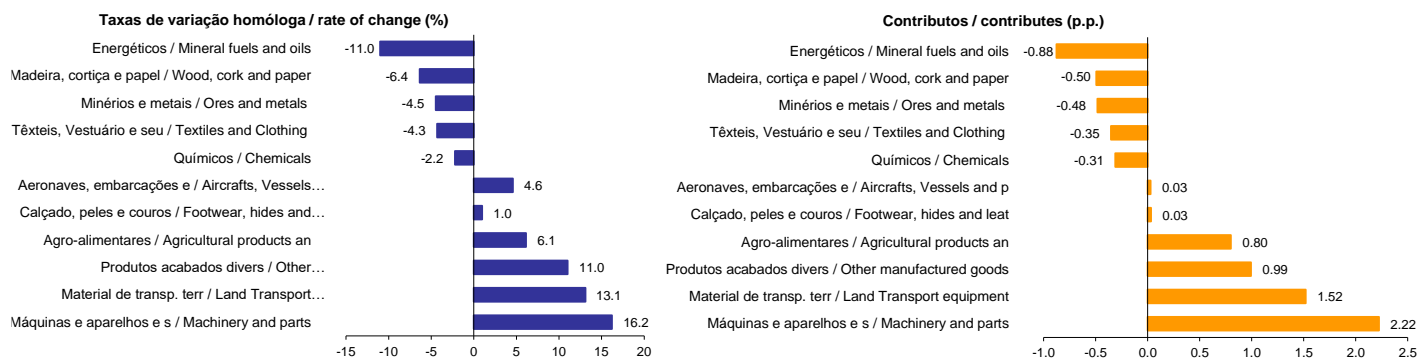 Taxas de variação homóloga / rate of change (%)
Energéticos / Mineral fuels and oils -11.0
Madeira, cortiça e papel / Wood, cork and paper -6.4
Minérios e metais / Ores and metals -4.5
Têxteis, Vestuário e seu / Textiles and Clothing -4.3
Químicos / Chemicals -2.2
Aeronaves, embarcações e / Aircrafts, Vessels… 4.6
Calçado, peles e couros / Footwear, hides and… 1.0
Agro-alimentares / Agricultural products an 6.1
Produtos acabados divers / Other… 11.0
Material de transp. terr / Land Transport… 13.1
Máquinas e aparelhos e s / Machinery and parts 16.2
-15 -10 -5 0 5 10 15 20
Contributos / contributes (p.p.)
Energéticos / Mineral fuels and oils -0.88
Madeira, cortiça e papel / Wood, cork and paper -0.50
Minérios e metais / Ores and metals -0.48
Têxteis, Vestuário e seu / Textiles and Clothing -0.35
Químicos / Chemicals -0.31
Aeronaves, embarcações e / Aircrafts, Vessels and p 0.03
Calçado, peles e couros / Footwear, hides and leat 0.03
Agro-alimentares / Agricultural products an 0.80
Produtos acabados divers / Other manufactured goods 0.99
Material de transp. terr / Land Transport equipment 1.52
Máquinas e aparelhos e s / Machinery and parts 2.22
-1.0 -0.5 0.0 0.5 1.0 1.5 2.0 2.5